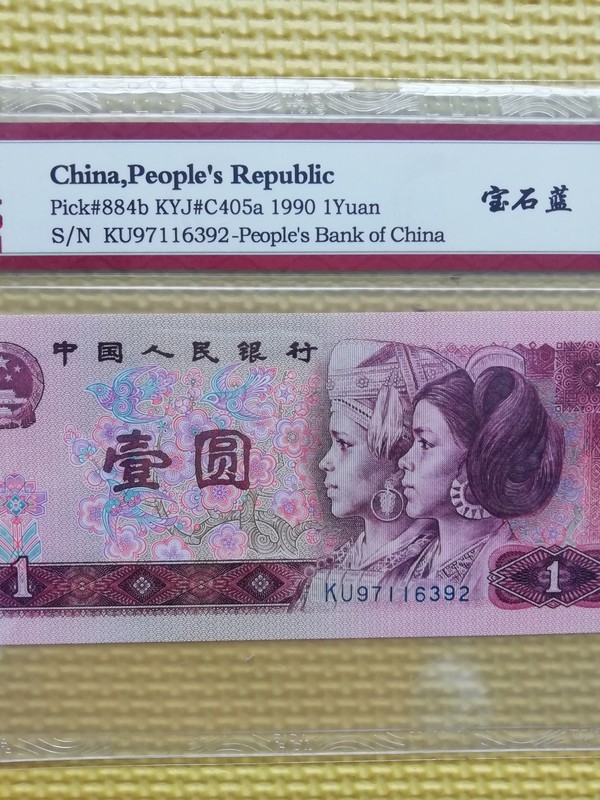 China,People's Republic
Pick#884b KYJ#C405a 1990 1Yuan
宝石蓝
S/N KU97116392-People's Bank of China
中国人民银行
壹圆
1
KU97116392
1